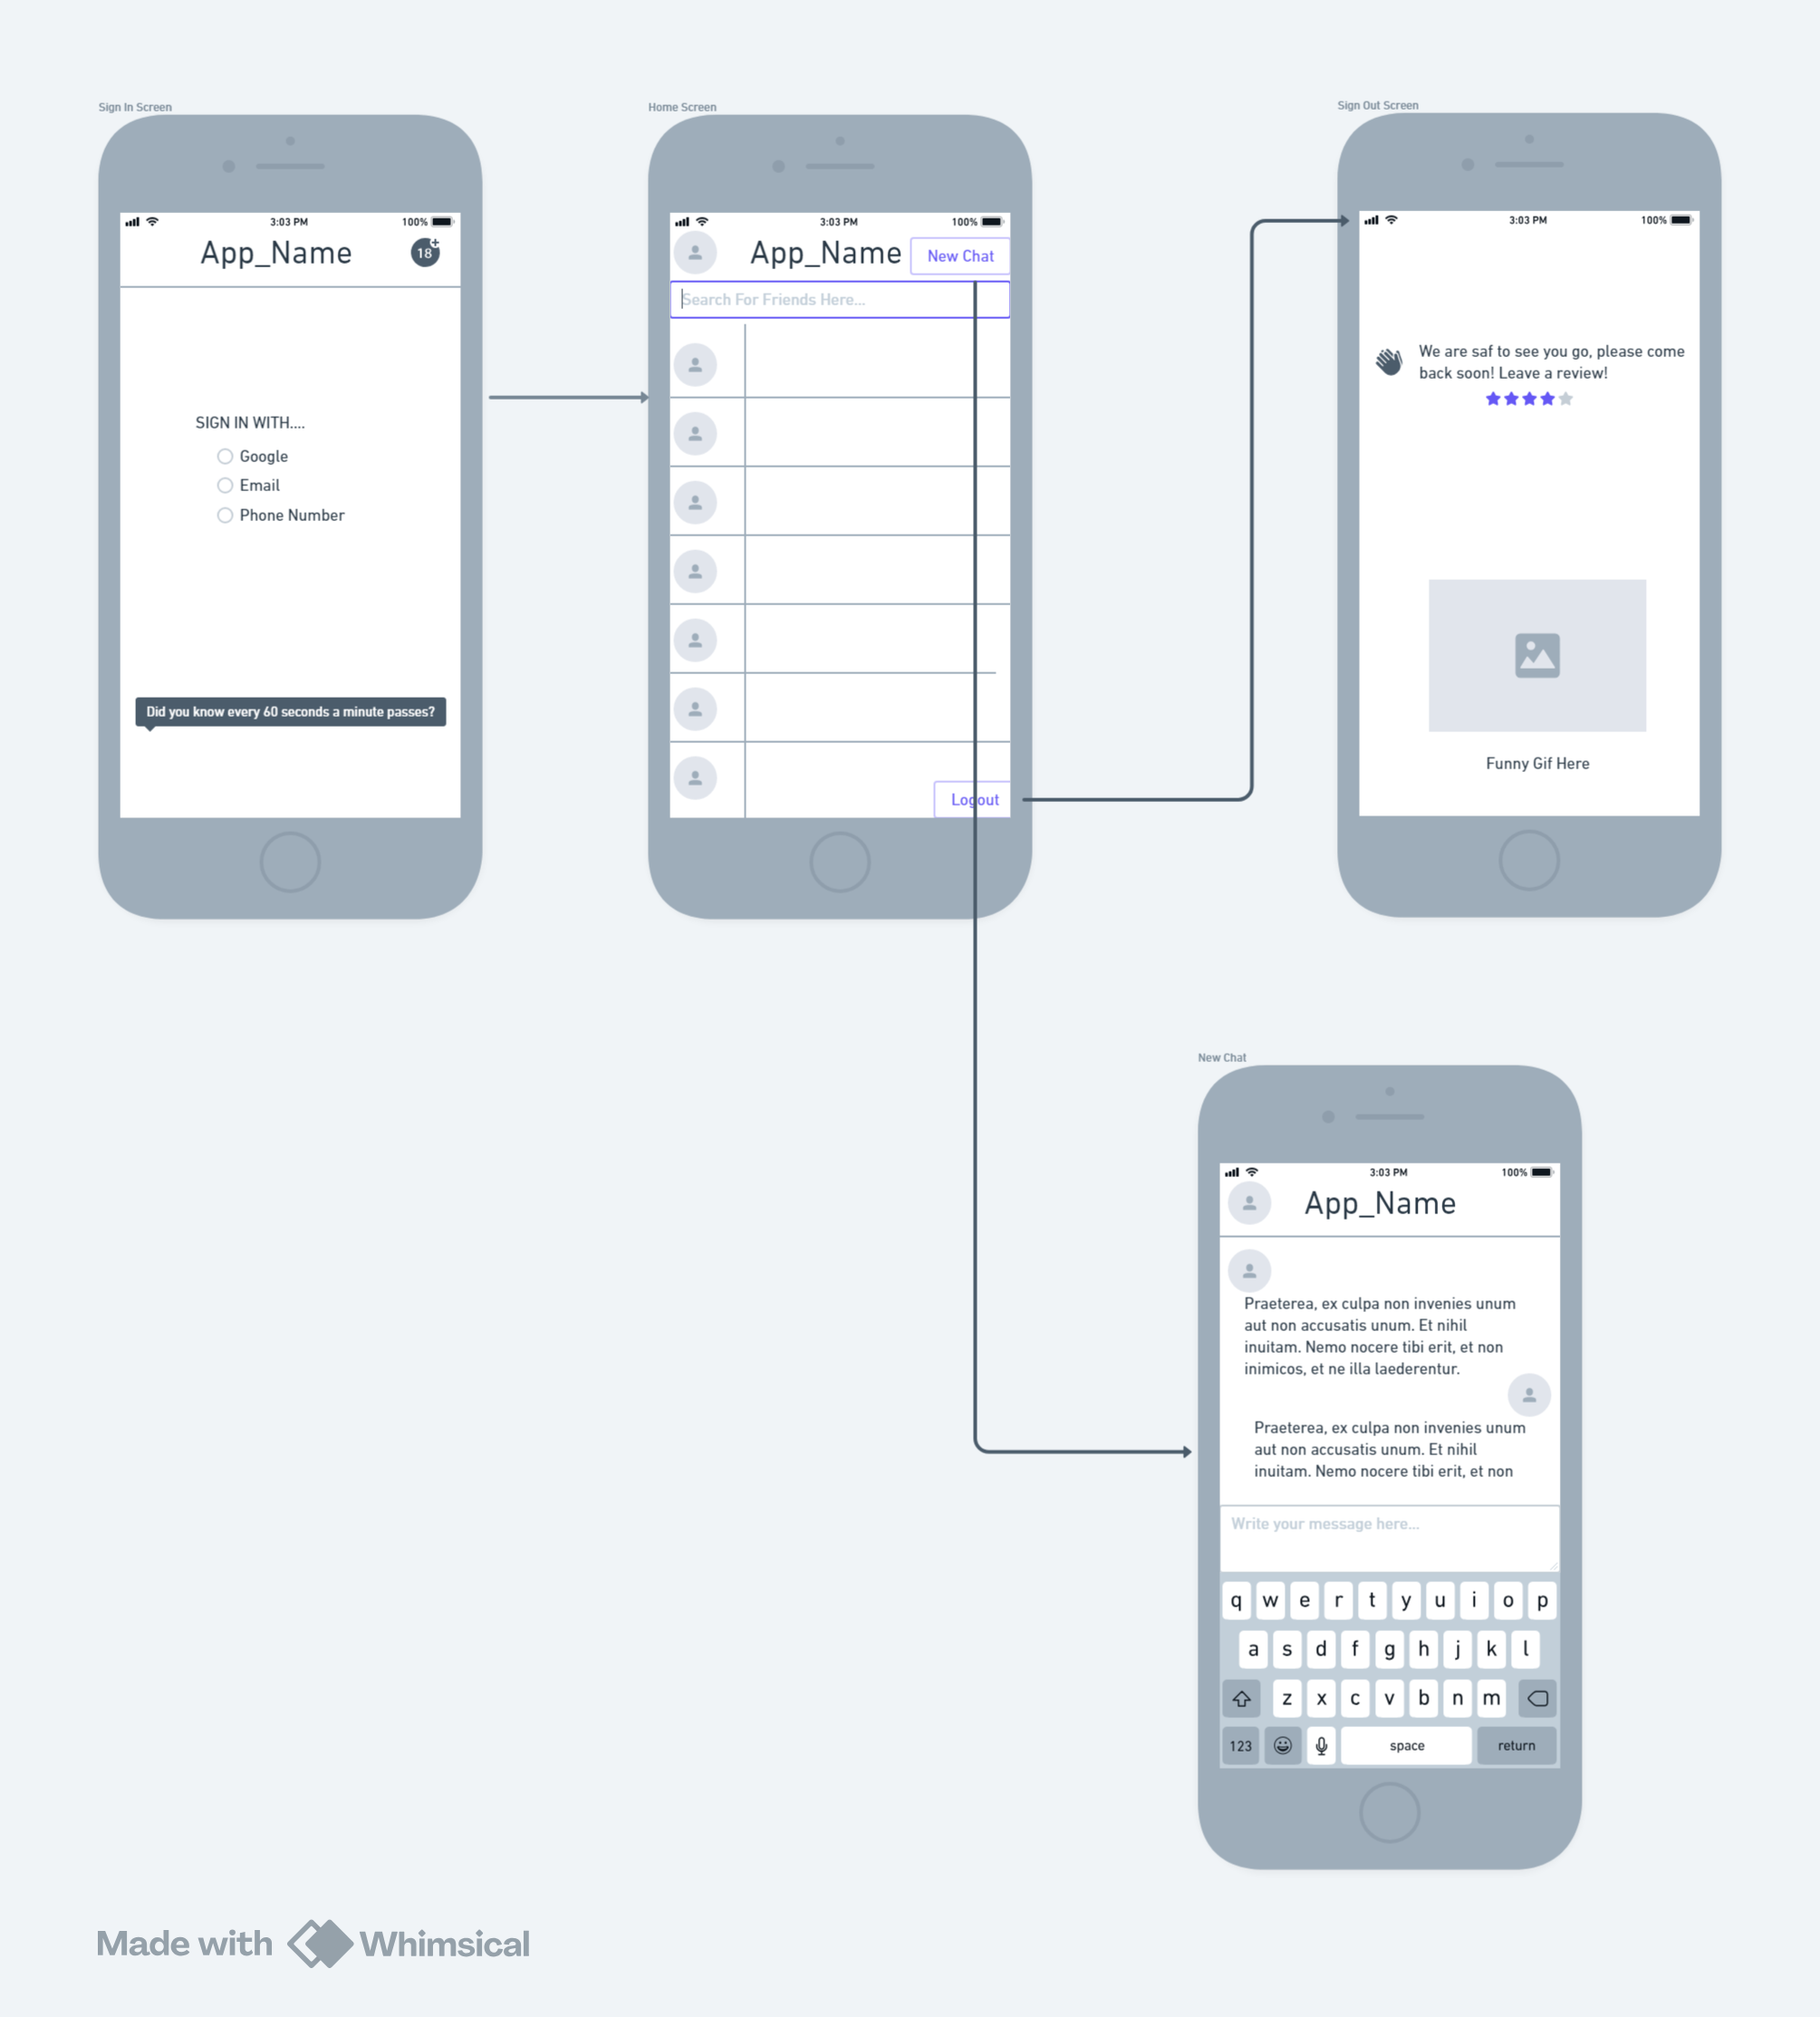 Sign In Screen
3:03 PM
100%
App_Name
18+
SIGN IN WITH....
Google
Email
Phone Number
Did you know every 60 seconds a minute passes?
Home Screen
3:03 PM
100%
App_Name
New Chat
Search For Friends Here...
Logout
Sign Out Screen
3:03 PM
100%
We are saf to see you go, please come
back soon! Leave a review!
Funny Gif Here
New Chat
3:03 PM
100%
App_Name
Praeterea, ex culpa non invenies unum
aut non accusatis unum. Et nihil
inuitam. Nemo nocere tibi erit, et non
inimicos, et ne illa laederentur.
Praeterea, ex culpa non invenies unum
aut non accusatis unum. Et nihil
inuitam. Nemo nocere tibi erit, et non
Write your message here...
q w e r t y u i o p
a s d f g h j k l
z x c v b n m
123 space return
Made with Whimsical